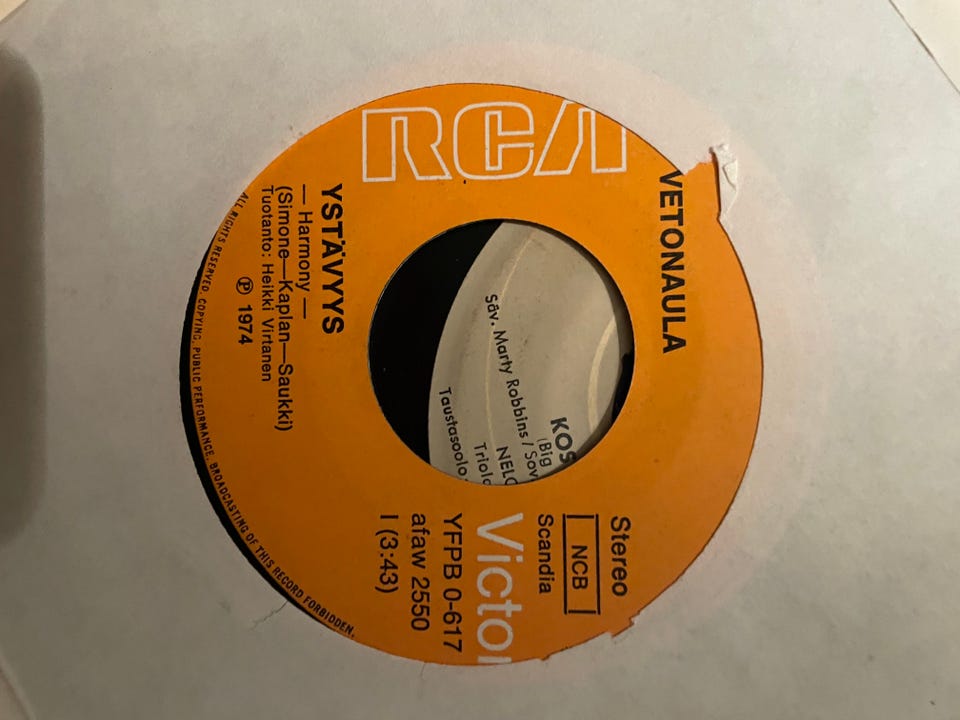 RCA
VETONAULA
Stereo
NCB
Scandia
Victor
YFPB 0-617
afaw 2550
I (3:43)
YSTÄVYYS
— Harmony —
(Simone—Kaplan—Saukki)
Tuotanto: Heikki Virtanen
℗ 1974
ALL RIGHTS RESERVED. COPYING, PUBLIC PERFORMANCE, BROADCASTING OF THIS RECORD FORBIDDEN.
KOS
(Big
Säv. Marty Robbins / Sov
Taustasoolo.